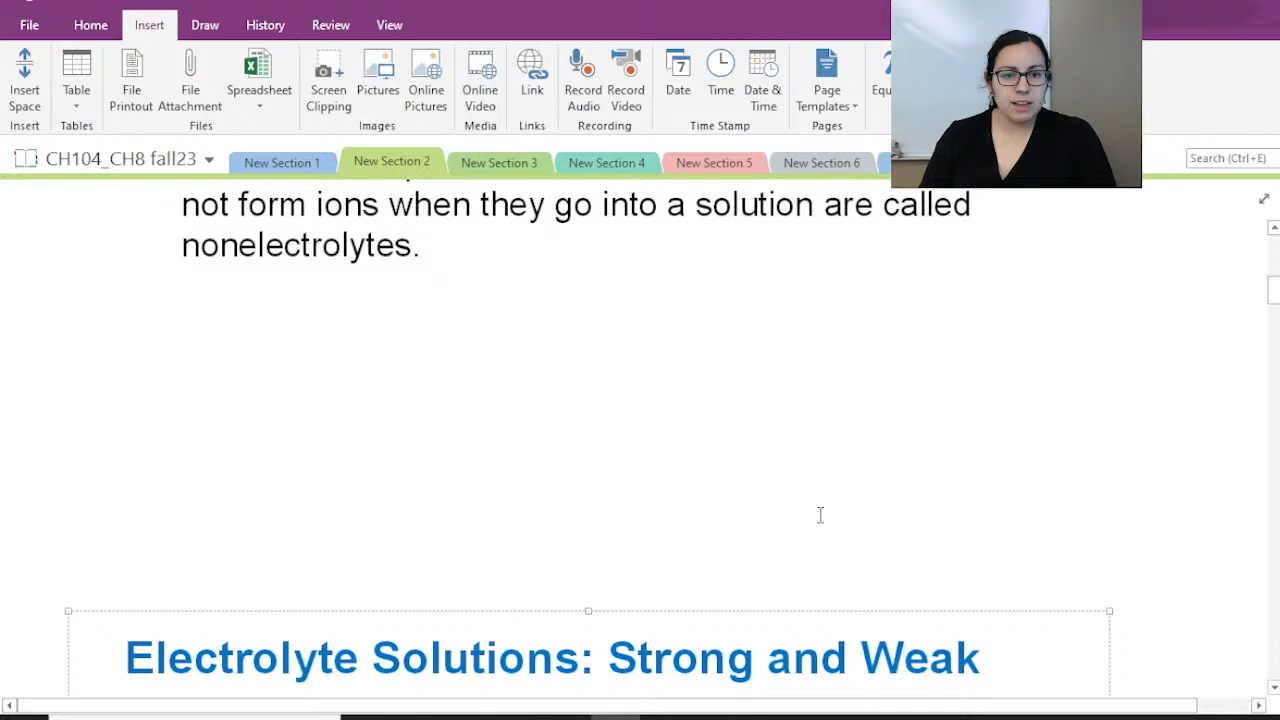 File Home Insert Draw History Review View
Insert Space Table File Printout File Attachment Spreadsheet Screen Clipping Pictures Online Pictures Online Video Link Record Audio Record Video Date Time Date & Time Page Templates
Insert Tables Files Images Media Links Recording Time Stamp Pages
CH104_CH8 fall23 New Section 1 New Section 2 New Section 3 New Section 4 New Section 5 New Section 6 Search (Ctrl+E)
not form ions when they go into a solution are called
nonelectrolytes.
Electrolyte Solutions: Strong and Weak